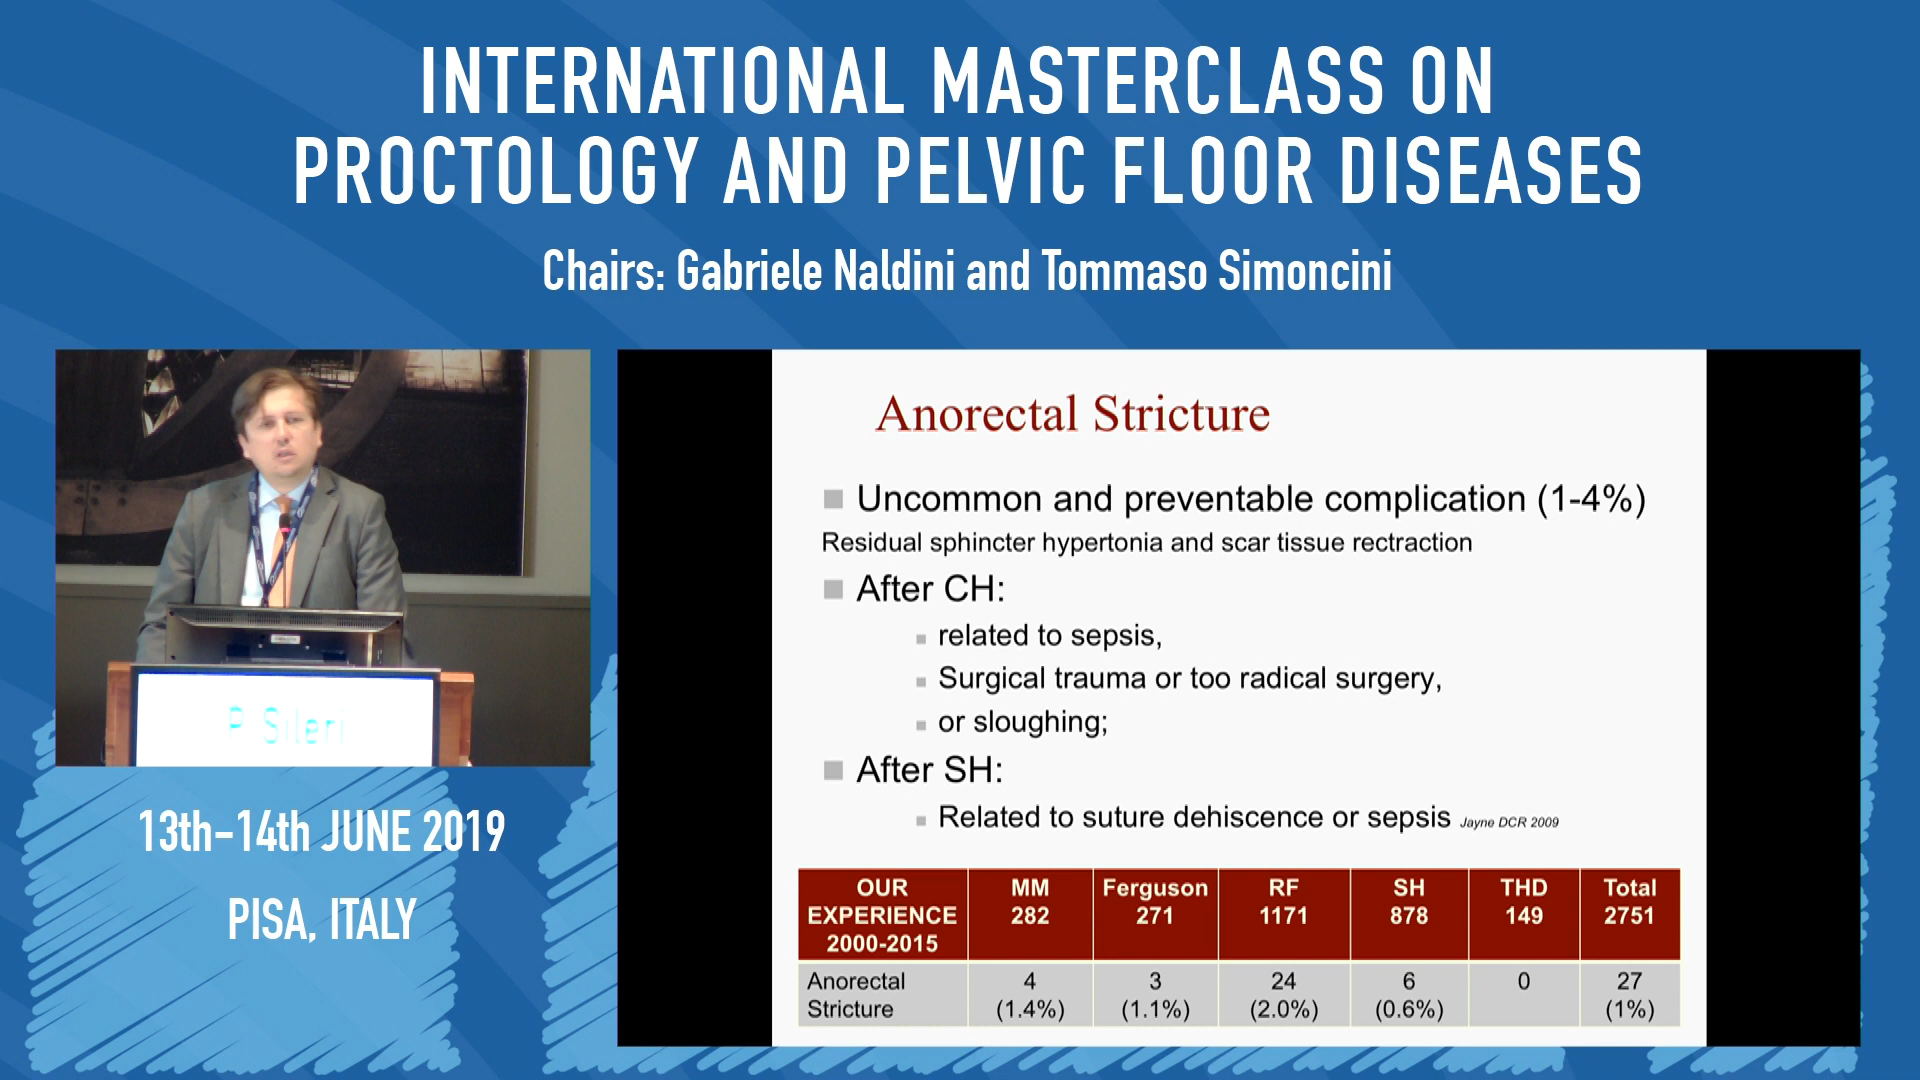 INTERNATIONAL MASTERCLASS ON
PROCTOLOGY AND PELVIC FLOOR DISEASES
Chairs: Gabriele Naldini and Tommaso Simoncini
P Sileri
13th-14th JUNE 2019
PISA, ITALY
Anorectal Stricture
Uncommon and preventable complication (1-4%)
Residual sphincter hypertonia and scar tissue rectraction
After CH:
related to sepsis,
Surgical trauma or too radical surgery,
or sloughing;
After SH:
Related to suture dehiscence or sepsis Jayne DCR 2009
OUR EXPERIENCE 2000-2015 MM 282 Ferguson 271 RF 1171 SH 878 THD 149 Total 2751
Anorectal Stricture 4 (1.4%) 3 (1.1%) 24 (2.0%) 6 (0.6%) 0 27 (1%)